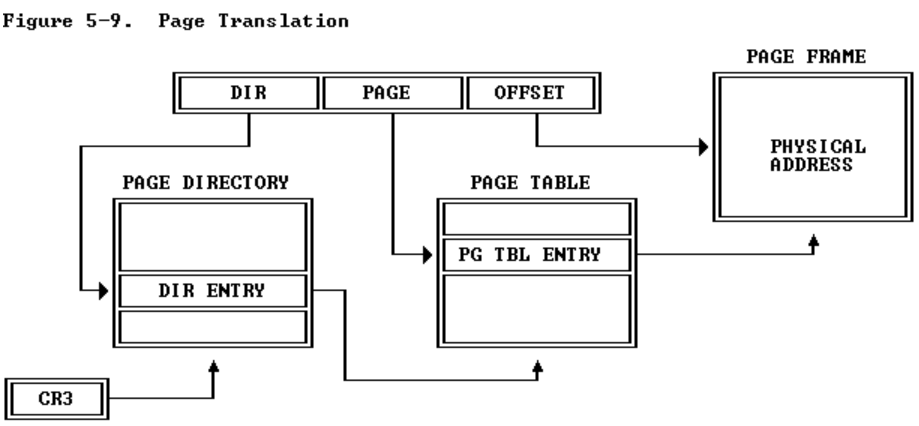 Figure 5-9. Page Translation
PAGE FRAME
DIR PAGE OFFSET
PHYSICAL
ADDRESS
PAGE DIRECTORY PAGE TABLE
PG TBL ENTRY
DIR ENTRY
CR3